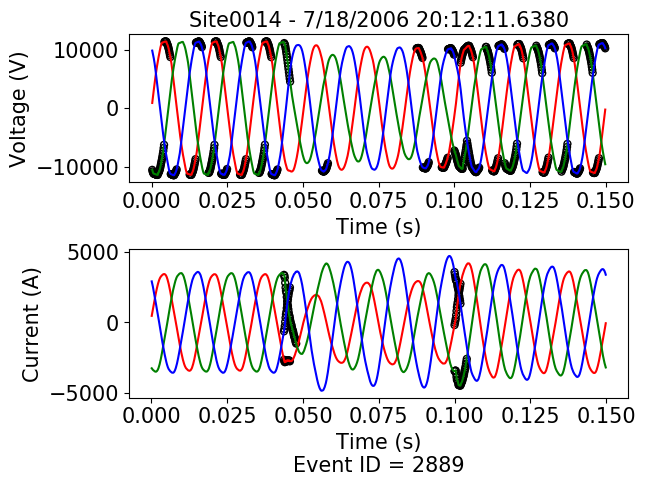 Site0014 - 7/18/2006 20:12:11.6380
Voltage (V)
10000
0
−10000
0.000 0.025 0.050 0.075 0.100 0.125 0.150
Time (s)
Current (A)
5000
0
−5000
0.000 0.025 0.050 0.075 0.100 0.125 0.150
Time (s)
Event ID = 2889